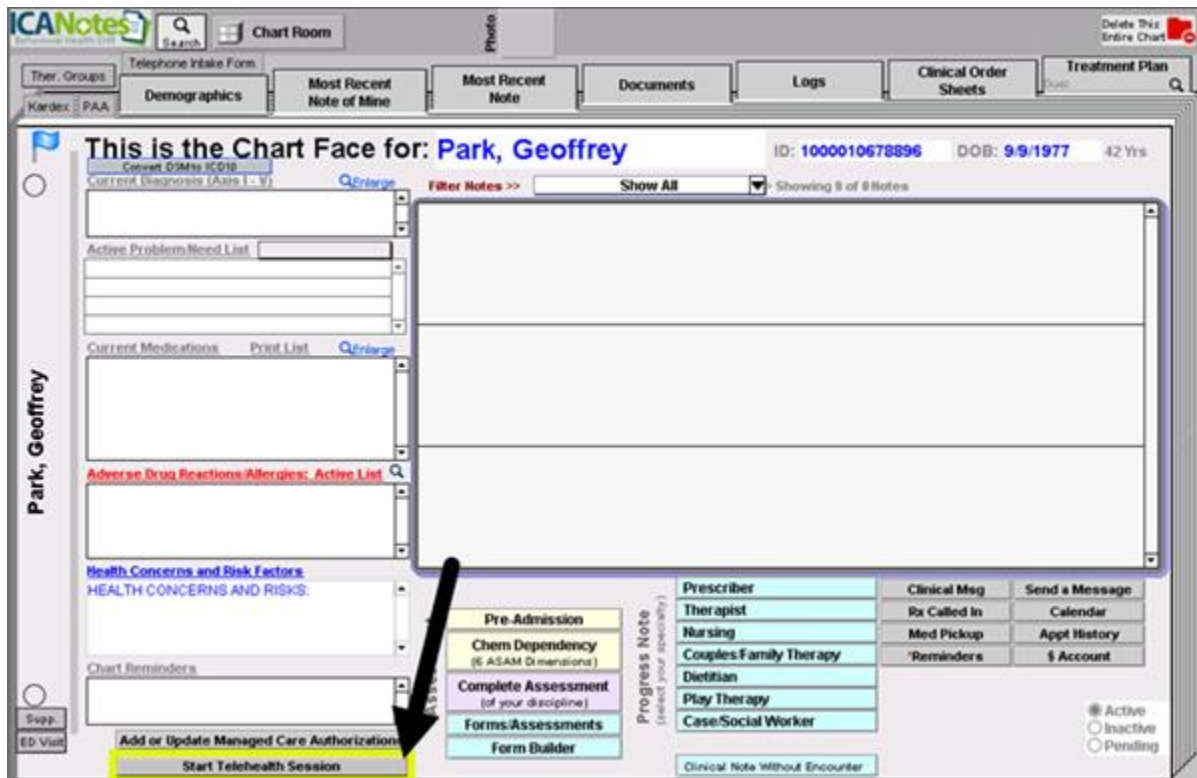 ICANotes
Behavioral Health EHR
Search
Chart Room
Photo
Delete This
Entire Chart
Ther. Groups
Telephone Intake Form
Kardex
PAA
Demographics
Most Recent
Note of Mine
Most Recent
Note
Documents
Logs
Clinical Order
Sheets
Treatment Plan
This is the Chart Face for: Park, Geoffrey
ID: 1000010678896
DOB: 9/9/1977
42 Yrs
Convert DSM to ICD10
Current Diagnosis (Axis I - V)
Enlarge
Filter Notes >>
Show All
Showing 8 of 8 Notes
Active Problem/Need List
Current Medications
Print List
Enlarge
Park, Geoffrey
Adverse Drug Reactions/Allergies: Active List
Health Concerns and Risk Factors
HEALTH CONCERNS AND RISKS:
Chart Reminders
Pre-Admission
Chem Dependency
(6 ASAM Dimensions)
Complete Assessment
(of your discipline)
Forms/Assessments
Form Builder
Progress Note
(select your specialty)
Prescriber
Therapist
Nursing
Couples/Family Therapy
Dietitian
Play Therapy
Case/Social Worker
Clinical Note Without Encounter
Clinical Msg
Send a Message
Rx Called In
Calendar
Med Pickup
Appt History
*Reminders
$ Account
Active
Inactive
Pending
Supp.
ED Visit
Add or Update Managed Care Authorization
Start Telehealth Session